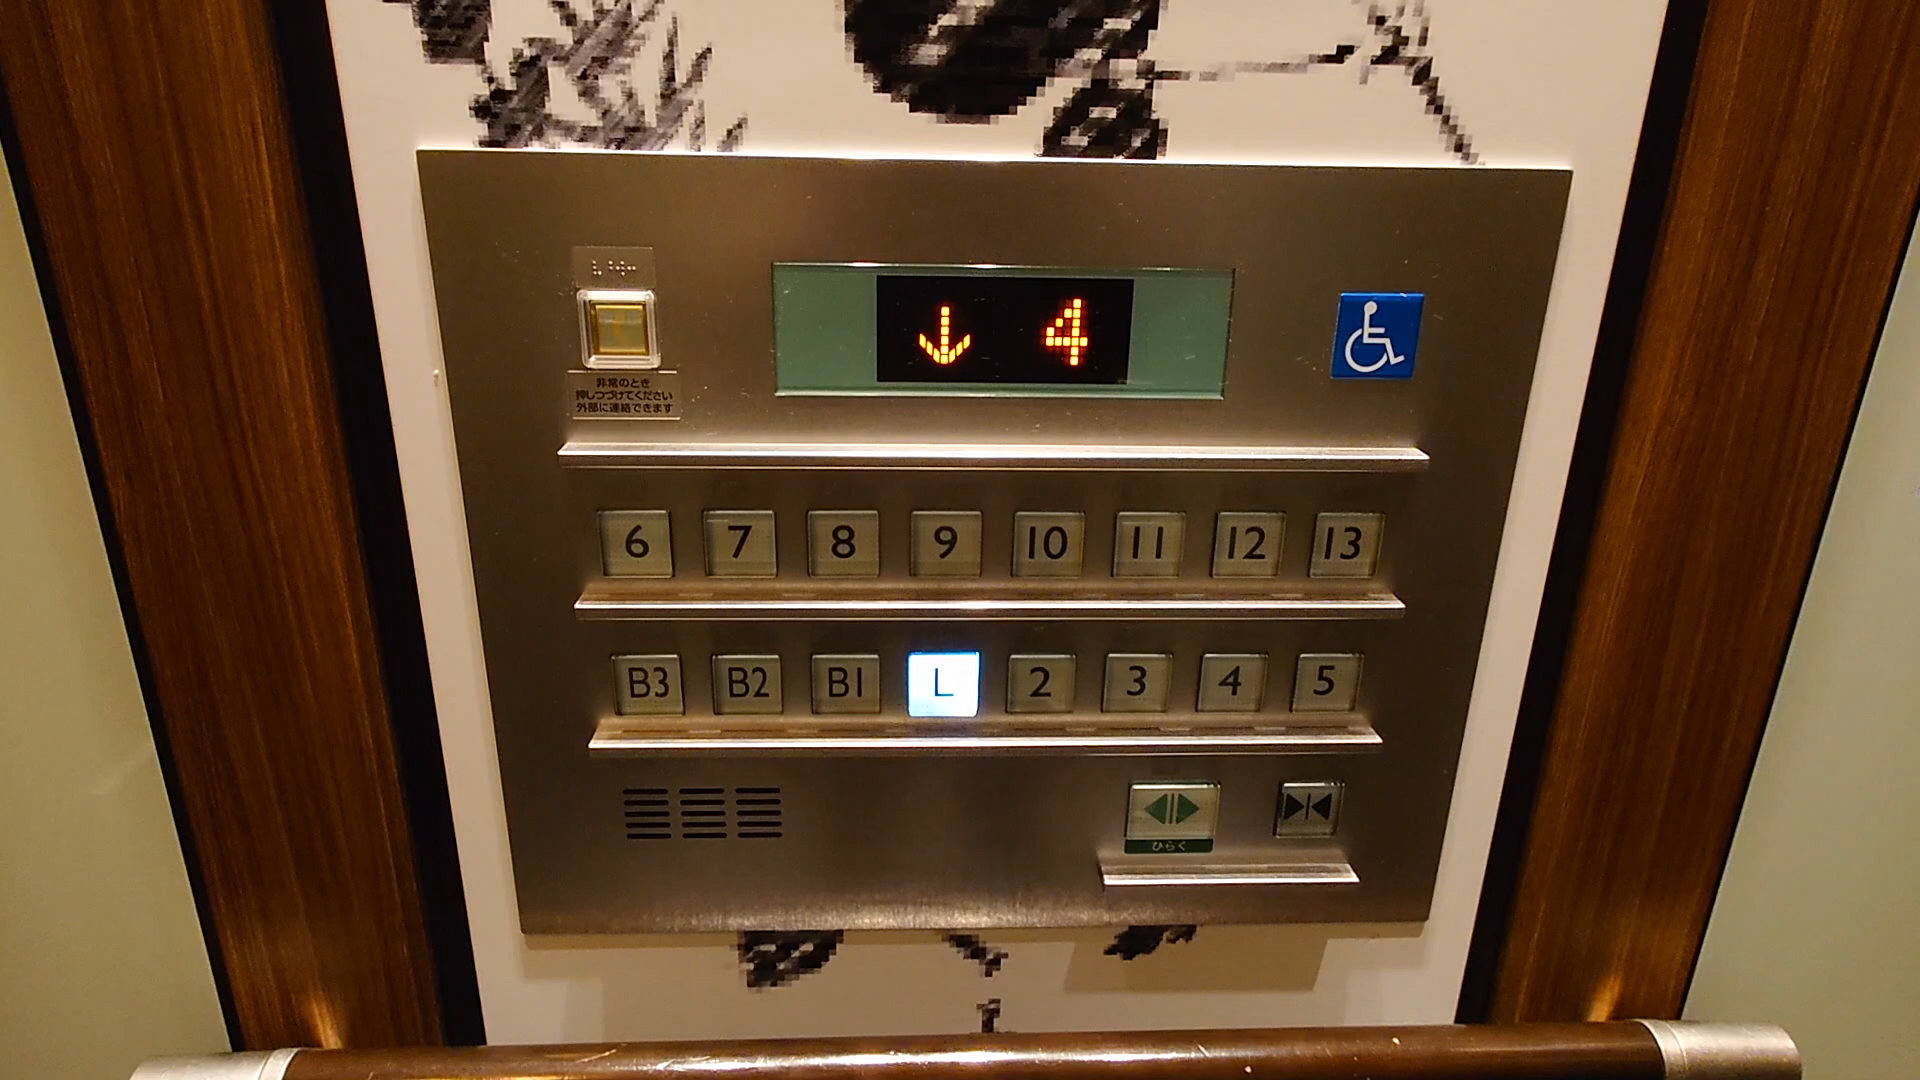 ↓ 4
非常のとき
押しつづけてください
外部に連絡できます
6 7 8 9 10 11 12 13
B3 B2 B1 L 2 3 4 5
ひらく